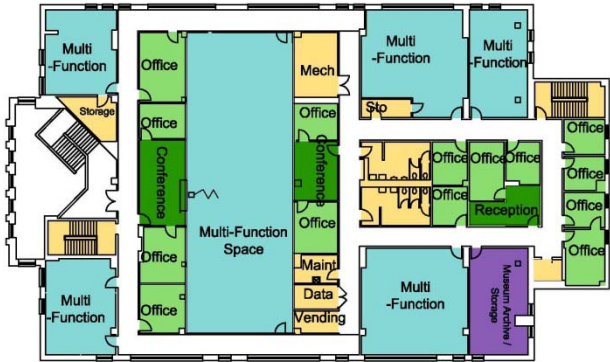 Multi
-Function
Office
Mech
Multi
-Function
Multi
-Function
Storage
Sto
Office
Office
Office
Conference
Conference
Office
Office
Office
Office
Office
Office
Reception
Office
Multi-Function
Space
Office
Office
Office
Maint
Multi
-Function
Data
Multi
-Function
Museum Archive /
Storage
Office
Vending